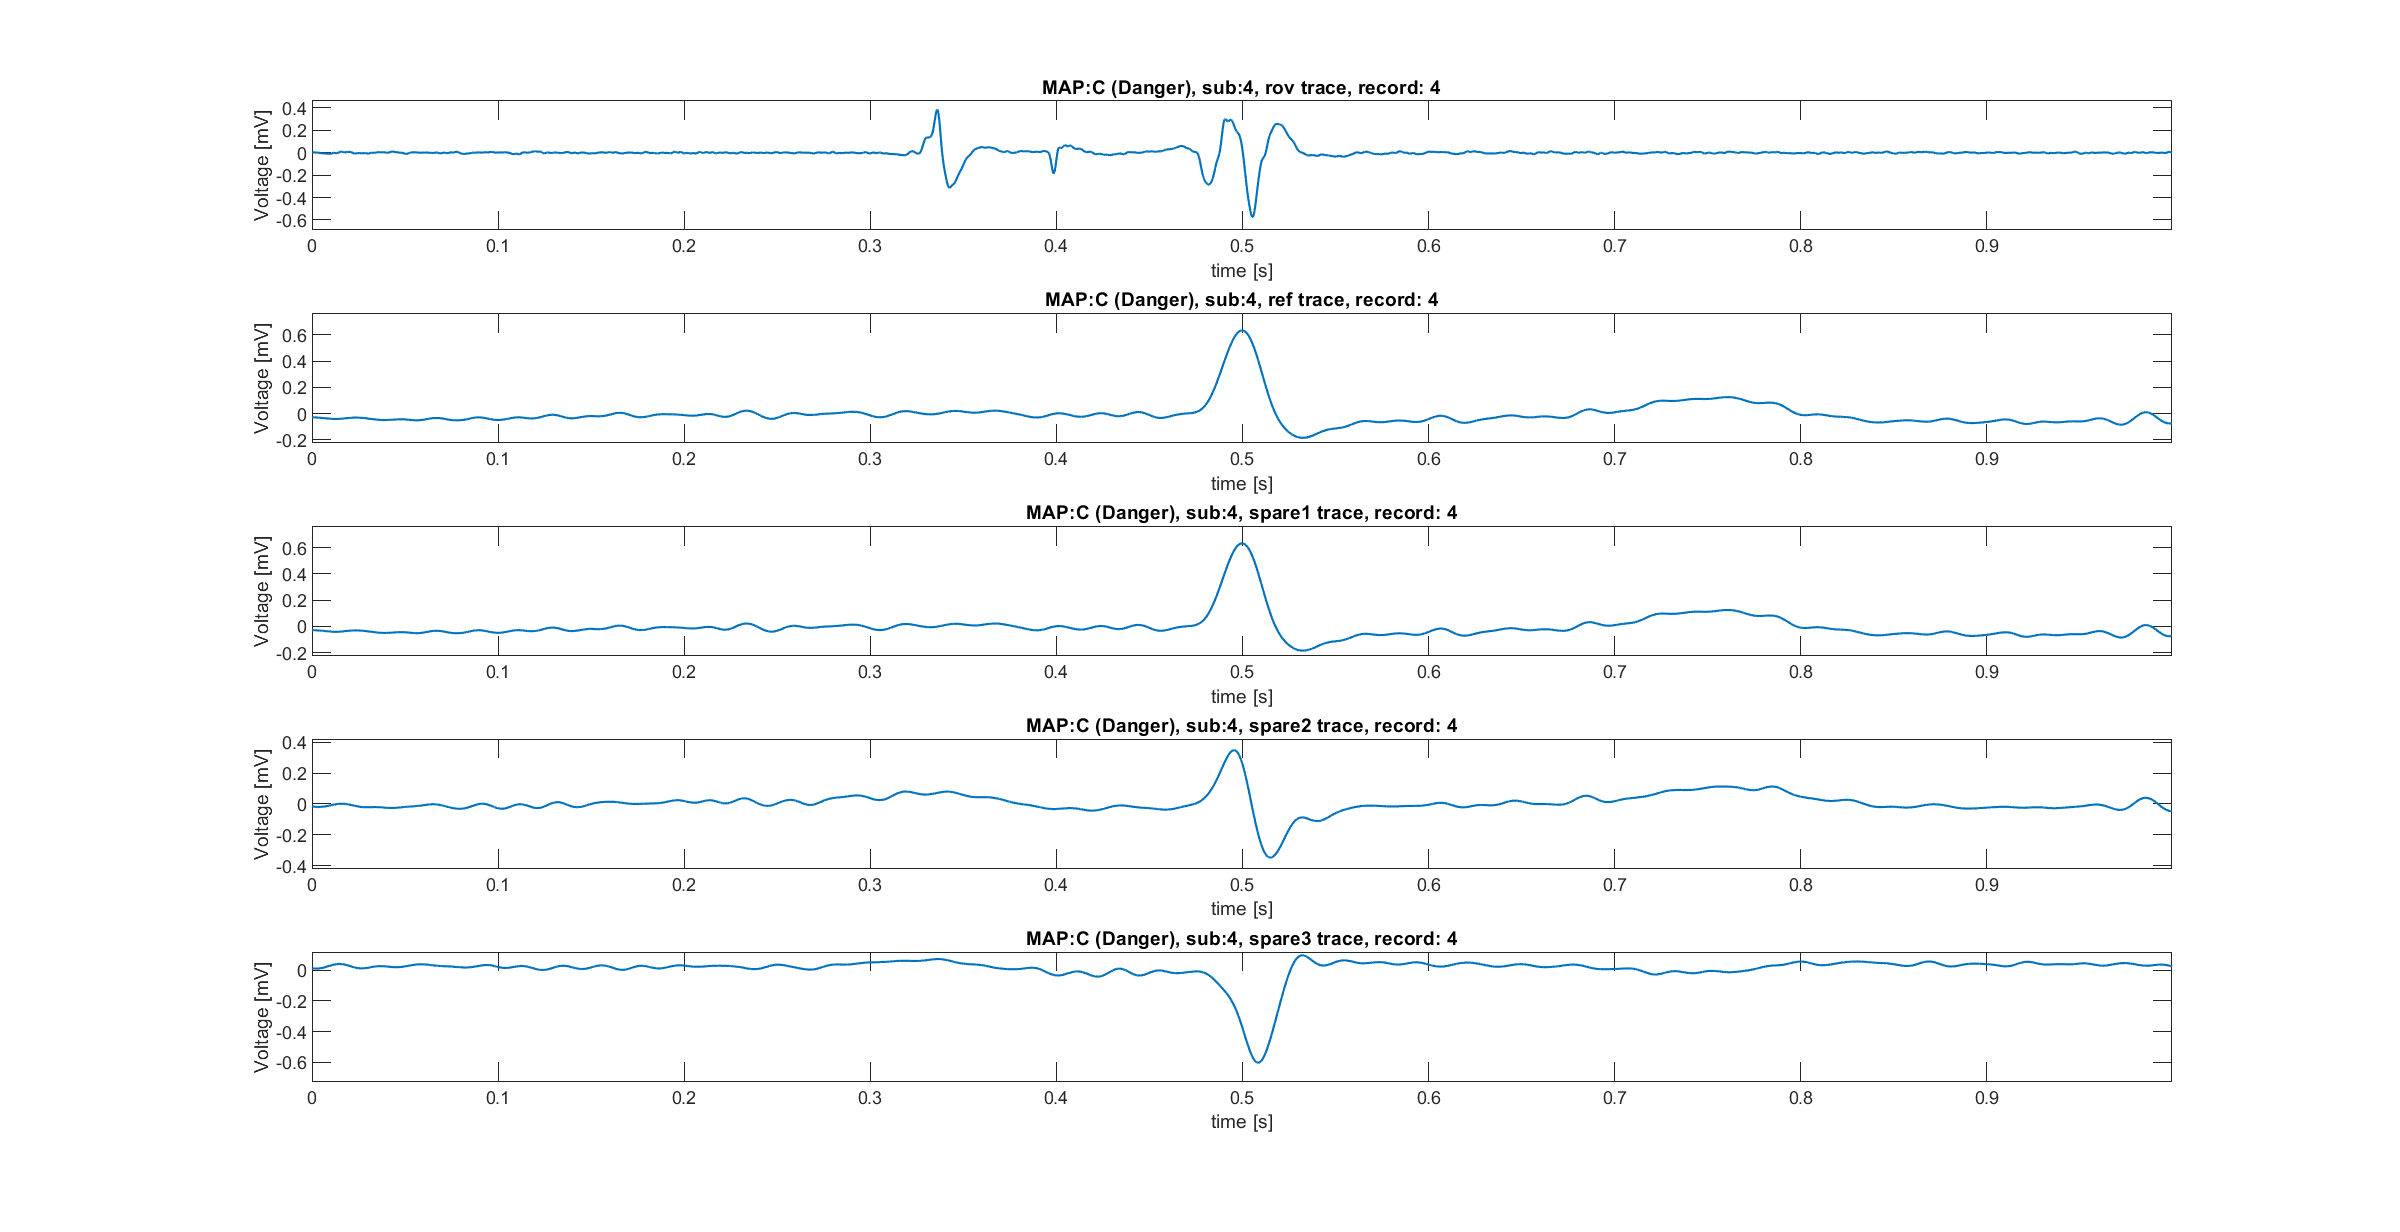 MAP:C (Danger), sub:4, rov trace, record: 4
Voltage [mV]
0.4
0.2
0
-0.2
-0.4
-0.6
0 0.1 0.2 0.3 0.4 0.5 0.6 0.7 0.8 0.9
time [s]
MAP:C (Danger), sub:4, ref trace, record: 4
Voltage [mV]
0.6
0.4
0.2
0
-0.2
0 0.1 0.2 0.3 0.4 0.5 0.6 0.7 0.8 0.9
time [s]
MAP:C (Danger), sub:4, spare1 trace, record: 4
Voltage [mV]
0.6
0.4
0.2
0
-0.2
0 0.1 0.2 0.3 0.4 0.5 0.6 0.7 0.8 0.9
time [s]
MAP:C (Danger), sub:4, spare2 trace, record: 4
Voltage [mV]
0.4
0.2
0
-0.2
-0.4
0 0.1 0.2 0.3 0.4 0.5 0.6 0.7 0.8 0.9
time [s]
MAP:C (Danger), sub:4, spare3 trace, record: 4
Voltage [mV]
0
-0.2
-0.4
-0.6
0 0.1 0.2 0.3 0.4 0.5 0.6 0.7 0.8 0.9
time [s]